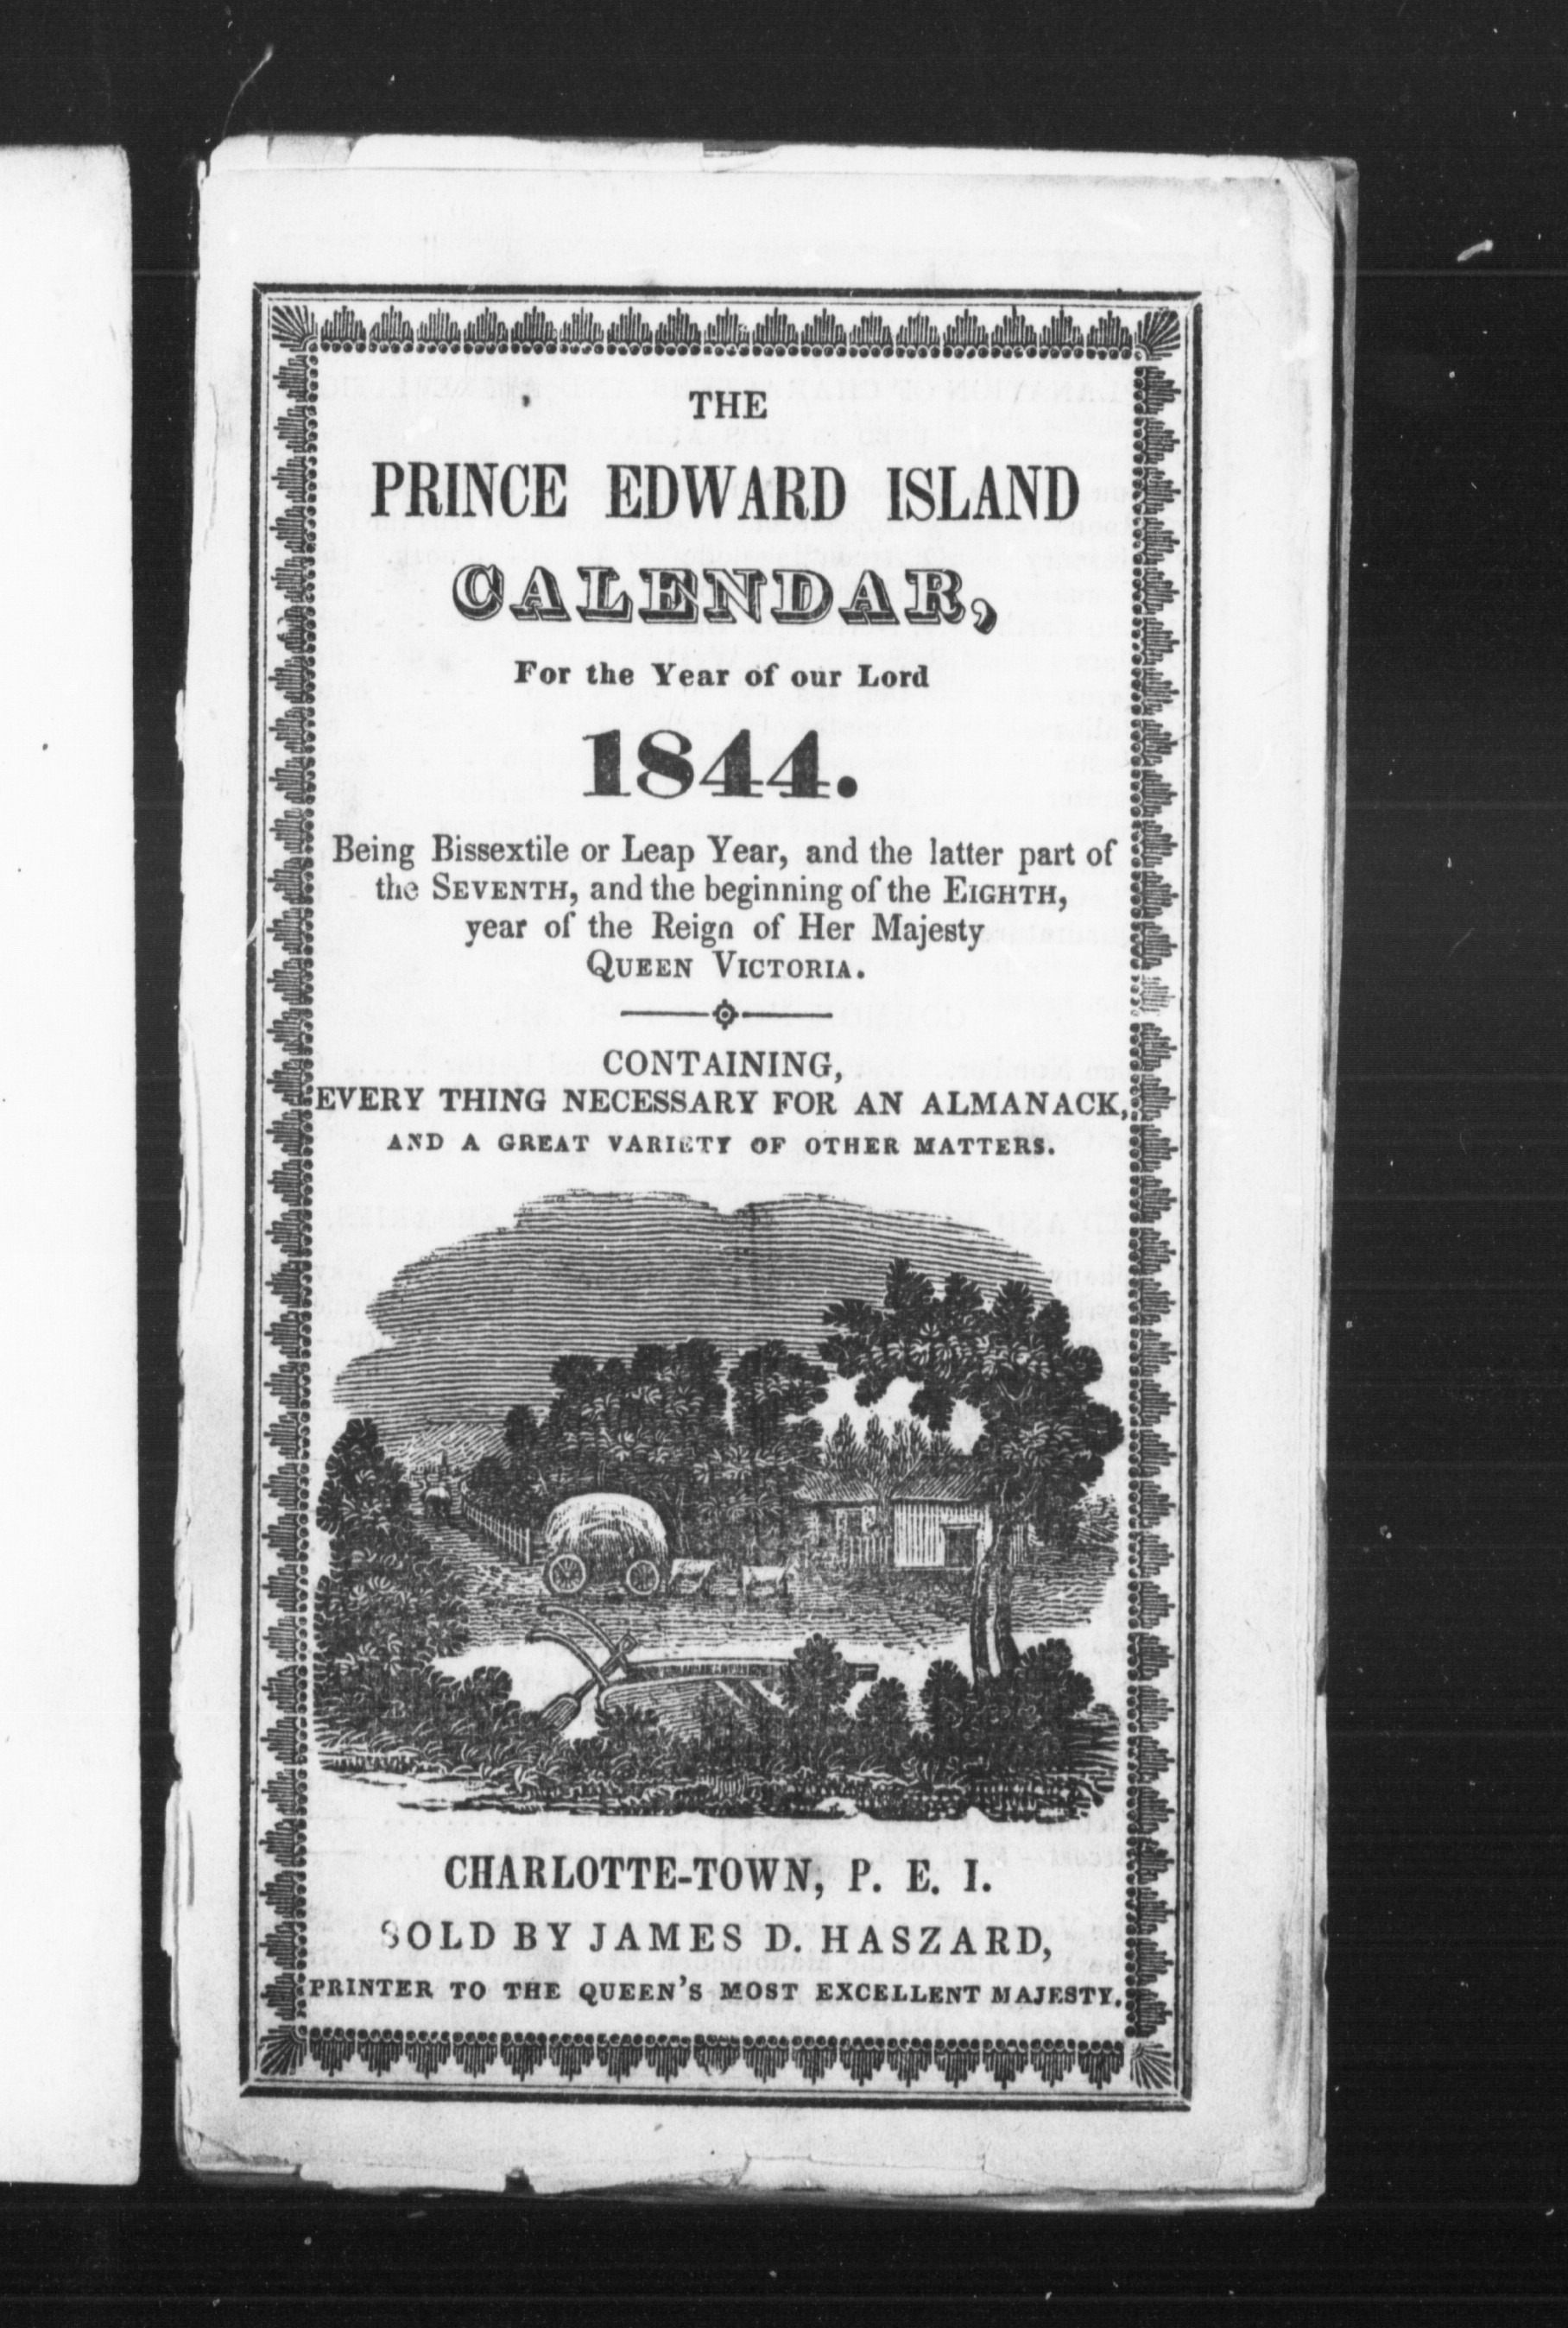 THE
PRINCE EDWARD ISLAND
CALENDAR,
For the Year of our Lord
1844.
Being Bissextile or Leap Year, and the latter part of
the SEVENTH, and the beginning of the EIGHTH,
year of the Reign of Her Majesty
QUEEN VICTORIA.
CONTAINING,
EVERY THING NECESSARY FOR AN ALMANACK,
AND A GREAT VARIETY OF OTHER MATTERS.
CHARLOTTE-TOWN, P. E. I.
SOLD BY JAMES D. HASZARD,
PRINTER TO THE QUEEN'S MOST EXCELLENT MAJESTY.